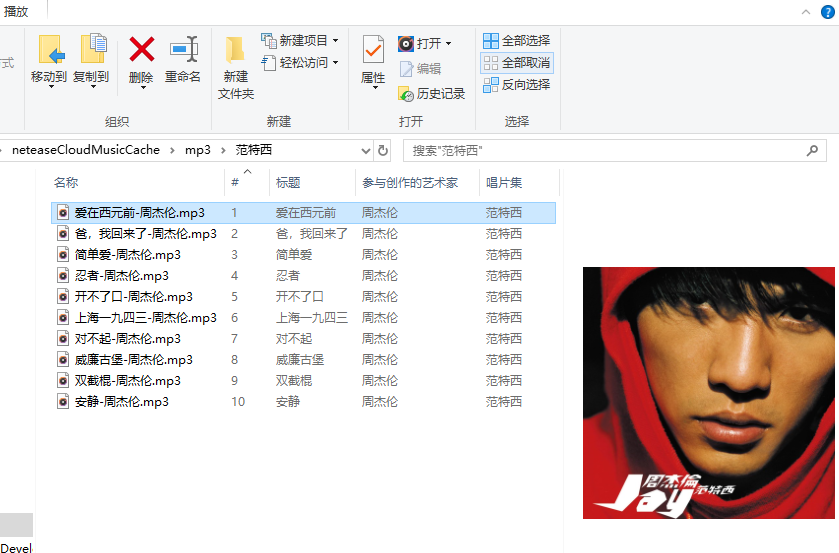 播放
移动到 复制到 删除 重命名 新建 文件夹 新建项目 轻松访问 属性 打开 编辑 历史记录 全部选择 全部取消 反向选择
式
组织 新建 打开 选择
neteaseCloudMusicCache > mp3 > 范特西 搜索"范特西"
名称 # 标题 参与创作的艺术家 唱片集
爱在西元前-周杰伦.mp3 1 爱在西元前 周杰伦 范特西
爸，我回来了-周杰伦.mp3 2 爸，我回来了 周杰伦 范特西
简单爱-周杰伦.mp3 3 简单爱 周杰伦 范特西
忍者-周杰伦.mp3 4 忍者 周杰伦 范特西
开不了口-周杰伦.mp3 5 开不了口 周杰伦 范特西
上海一九四三-周杰伦.mp3 6 上海一九四三 周杰伦 范特西
对不起-周杰伦.mp3 7 对不起 周杰伦 范特西
威廉古堡-周杰伦.mp3 8 威廉古堡 周杰伦 范特西
双截棍-周杰伦.mp3 9 双截棍 周杰伦 范特西
安静-周杰伦.mp3 10 安静 周杰伦 范特西
周杰倫
Jay 范特西
Devel